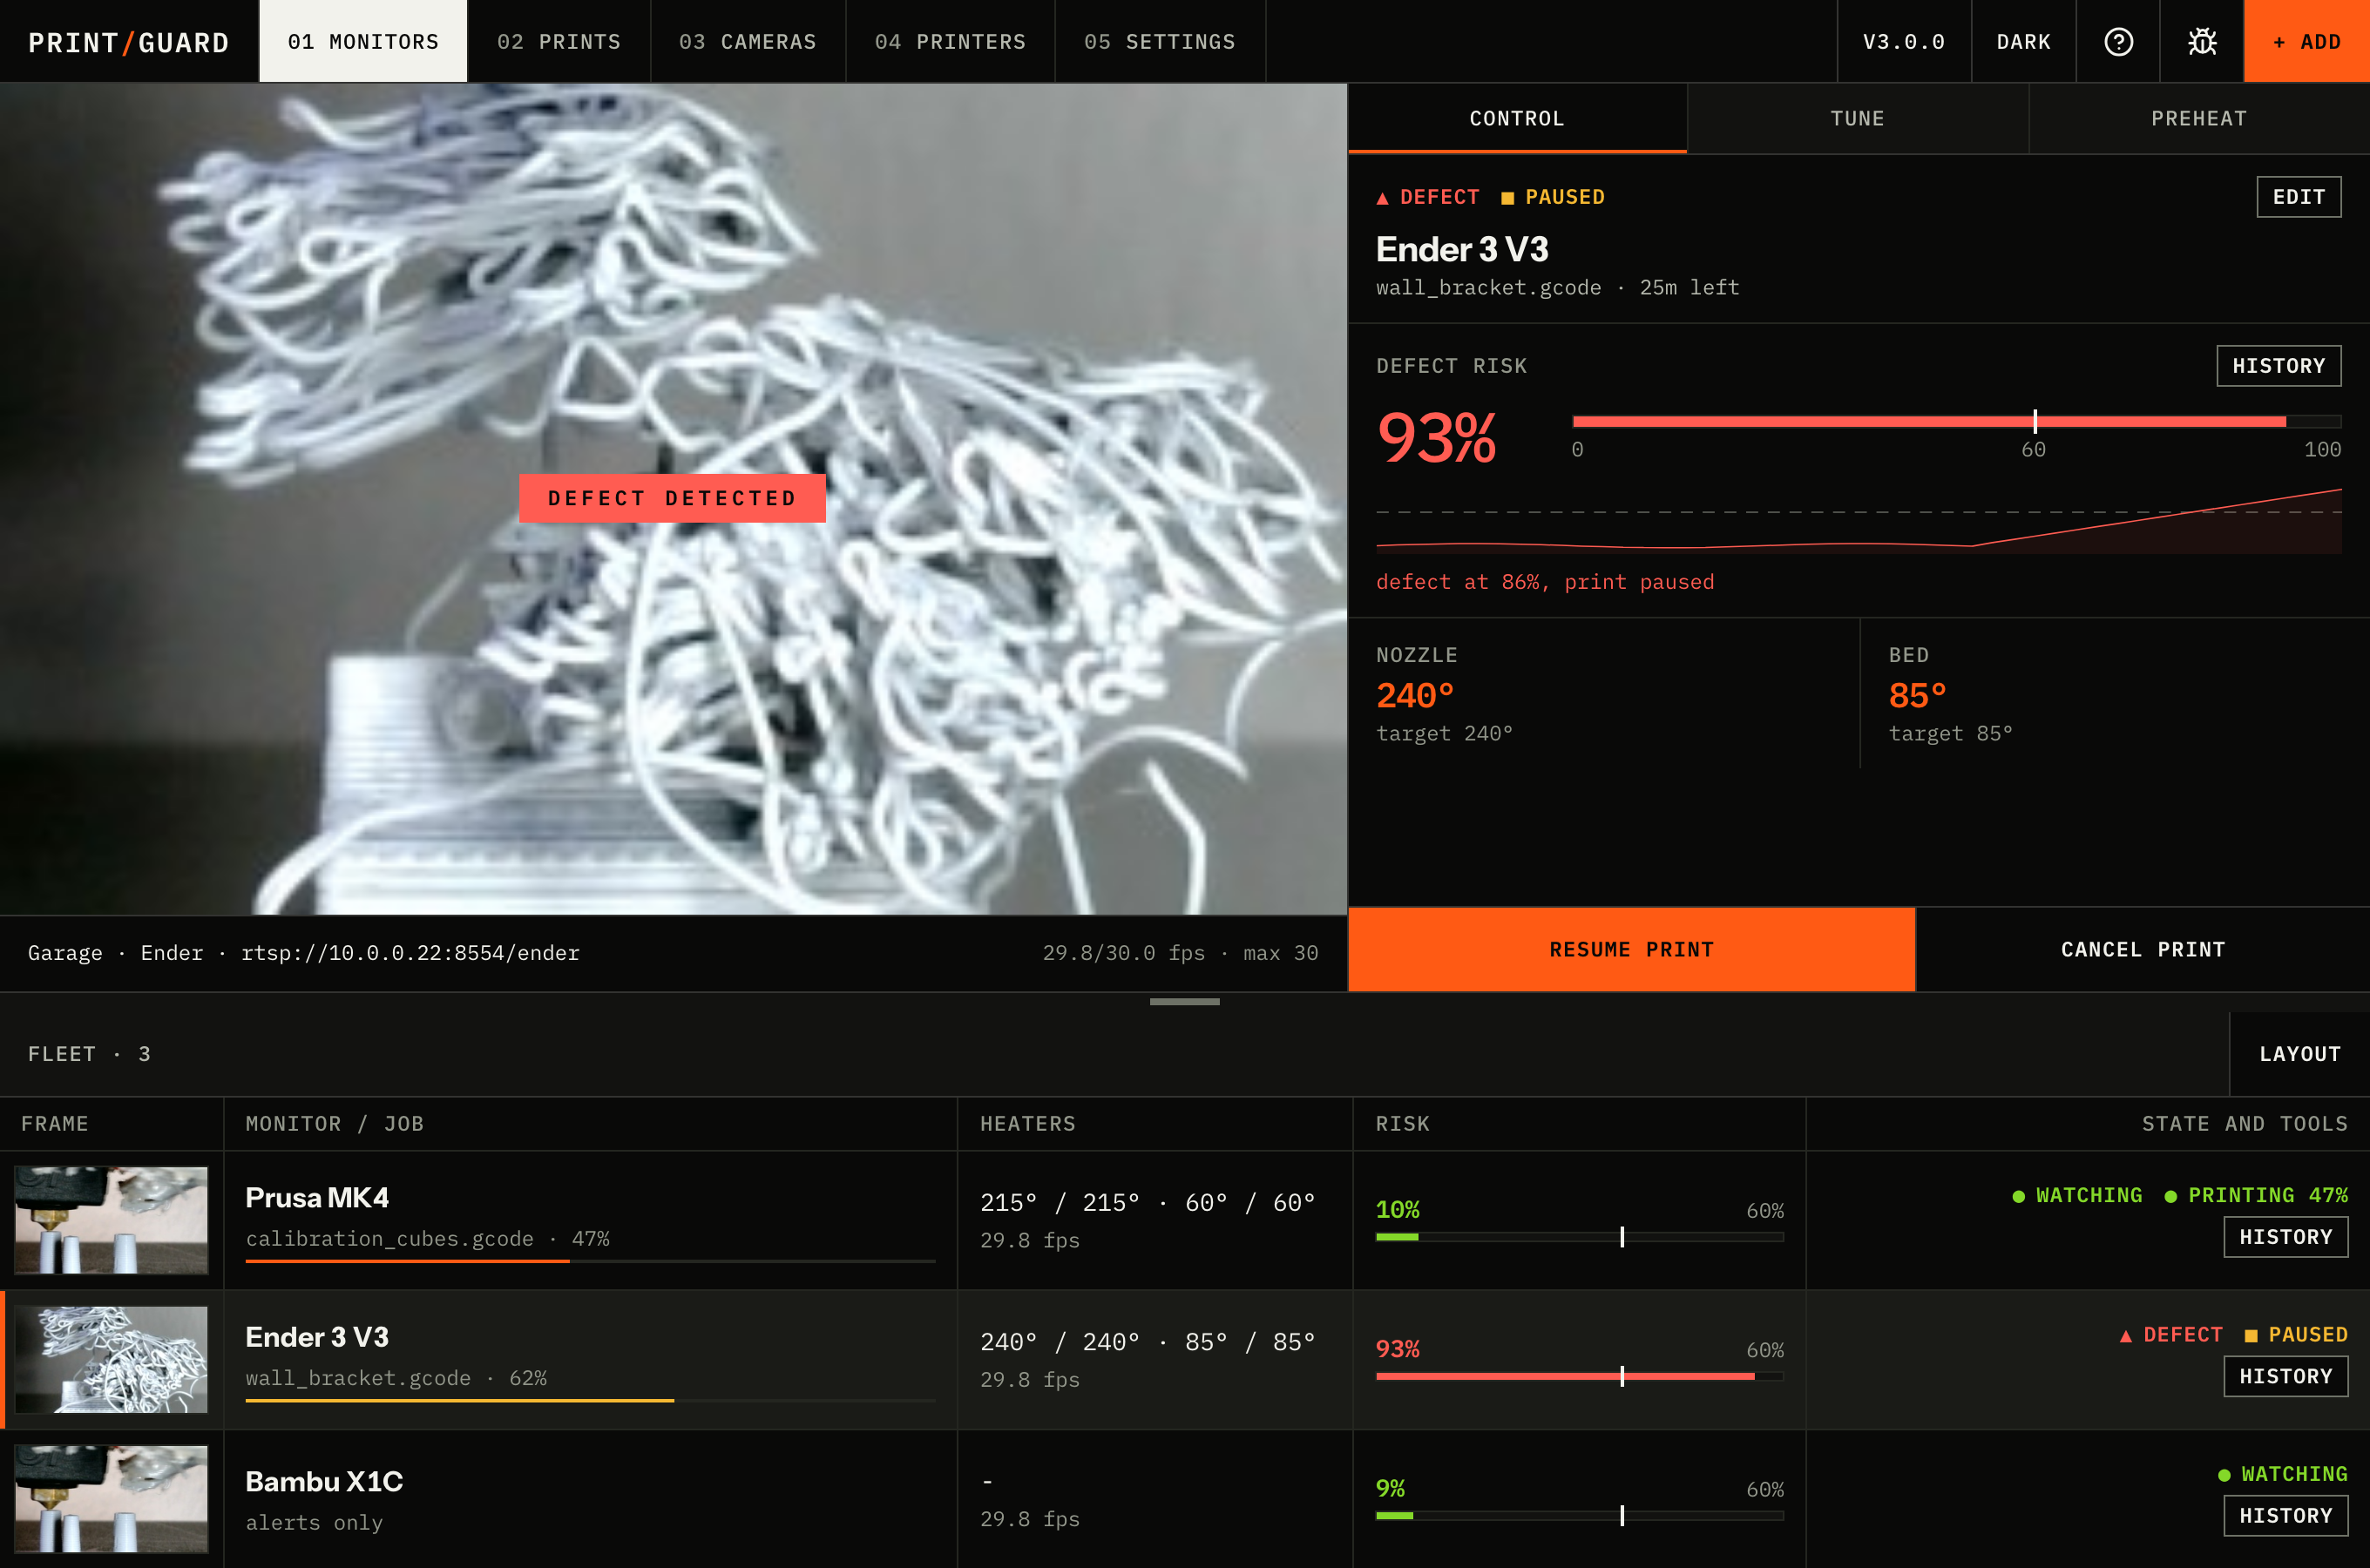 PRINT/GUARD
01 MONITORS
02 PRINTS
03 CAMERAS
04 PRINTERS
05 SETTINGS
V3.0.0
DARK
+ ADD
CONTROL
TUNE
PREHEAT
▲ DEFECT ■ PAUSED
EDIT
Ender 3 V3
wall_bracket.gcode · 25m left
DEFECT RISK
HISTORY
93%
0
60
100
defect at 86%, print paused
NOZZLE
240°
target 240°
BED
85°
target 85°
DEFECT DETECTED
Garage · Ender · rtsp://10.0.0.22:8554/ender
29.8/30.0 fps · max 30
RESUME PRINT
CANCEL PRINT
FLEET · 3
LAYOUT
FRAME
MONITOR / JOB
HEATERS
RISK
STATE AND TOOLS
Prusa MK4
calibration_cubes.gcode · 47%
215° / 215° · 60° / 60°
29.8 fps
10%
60%
● WATCHING ● PRINTING 47%
HISTORY
Ender 3 V3
wall_bracket.gcode · 62%
240° / 240° · 85° / 85°
29.8 fps
93%
60%
▲ DEFECT ■ PAUSED
HISTORY
Bambu X1C
alerts only
-
29.8 fps
9%
60%
● WATCHING
HISTORY